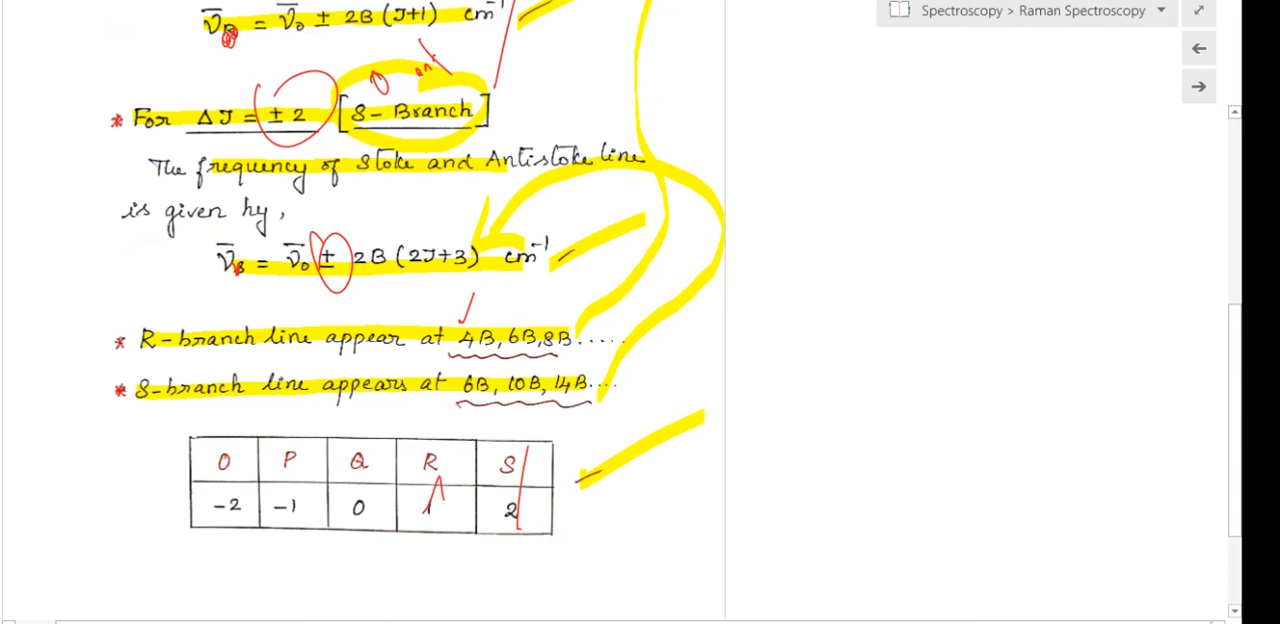 Spectroscopy > Raman Spectroscopy
ν̄R = ν̄0 ± 2B (J+1) cm⁻¹
* For ΔJ = ± 2 [S - Branch]
The frequency of Stoke and Antistoke line
is given by,
ν̄S = ν̄0 ± 2B (2J+3) cm⁻¹
* R-branch line appear at 4B, 6B, 8B.....
* S-branch line appears at 6B, 10B, 14B....
O P Q R S
-2 -1 0 1 2